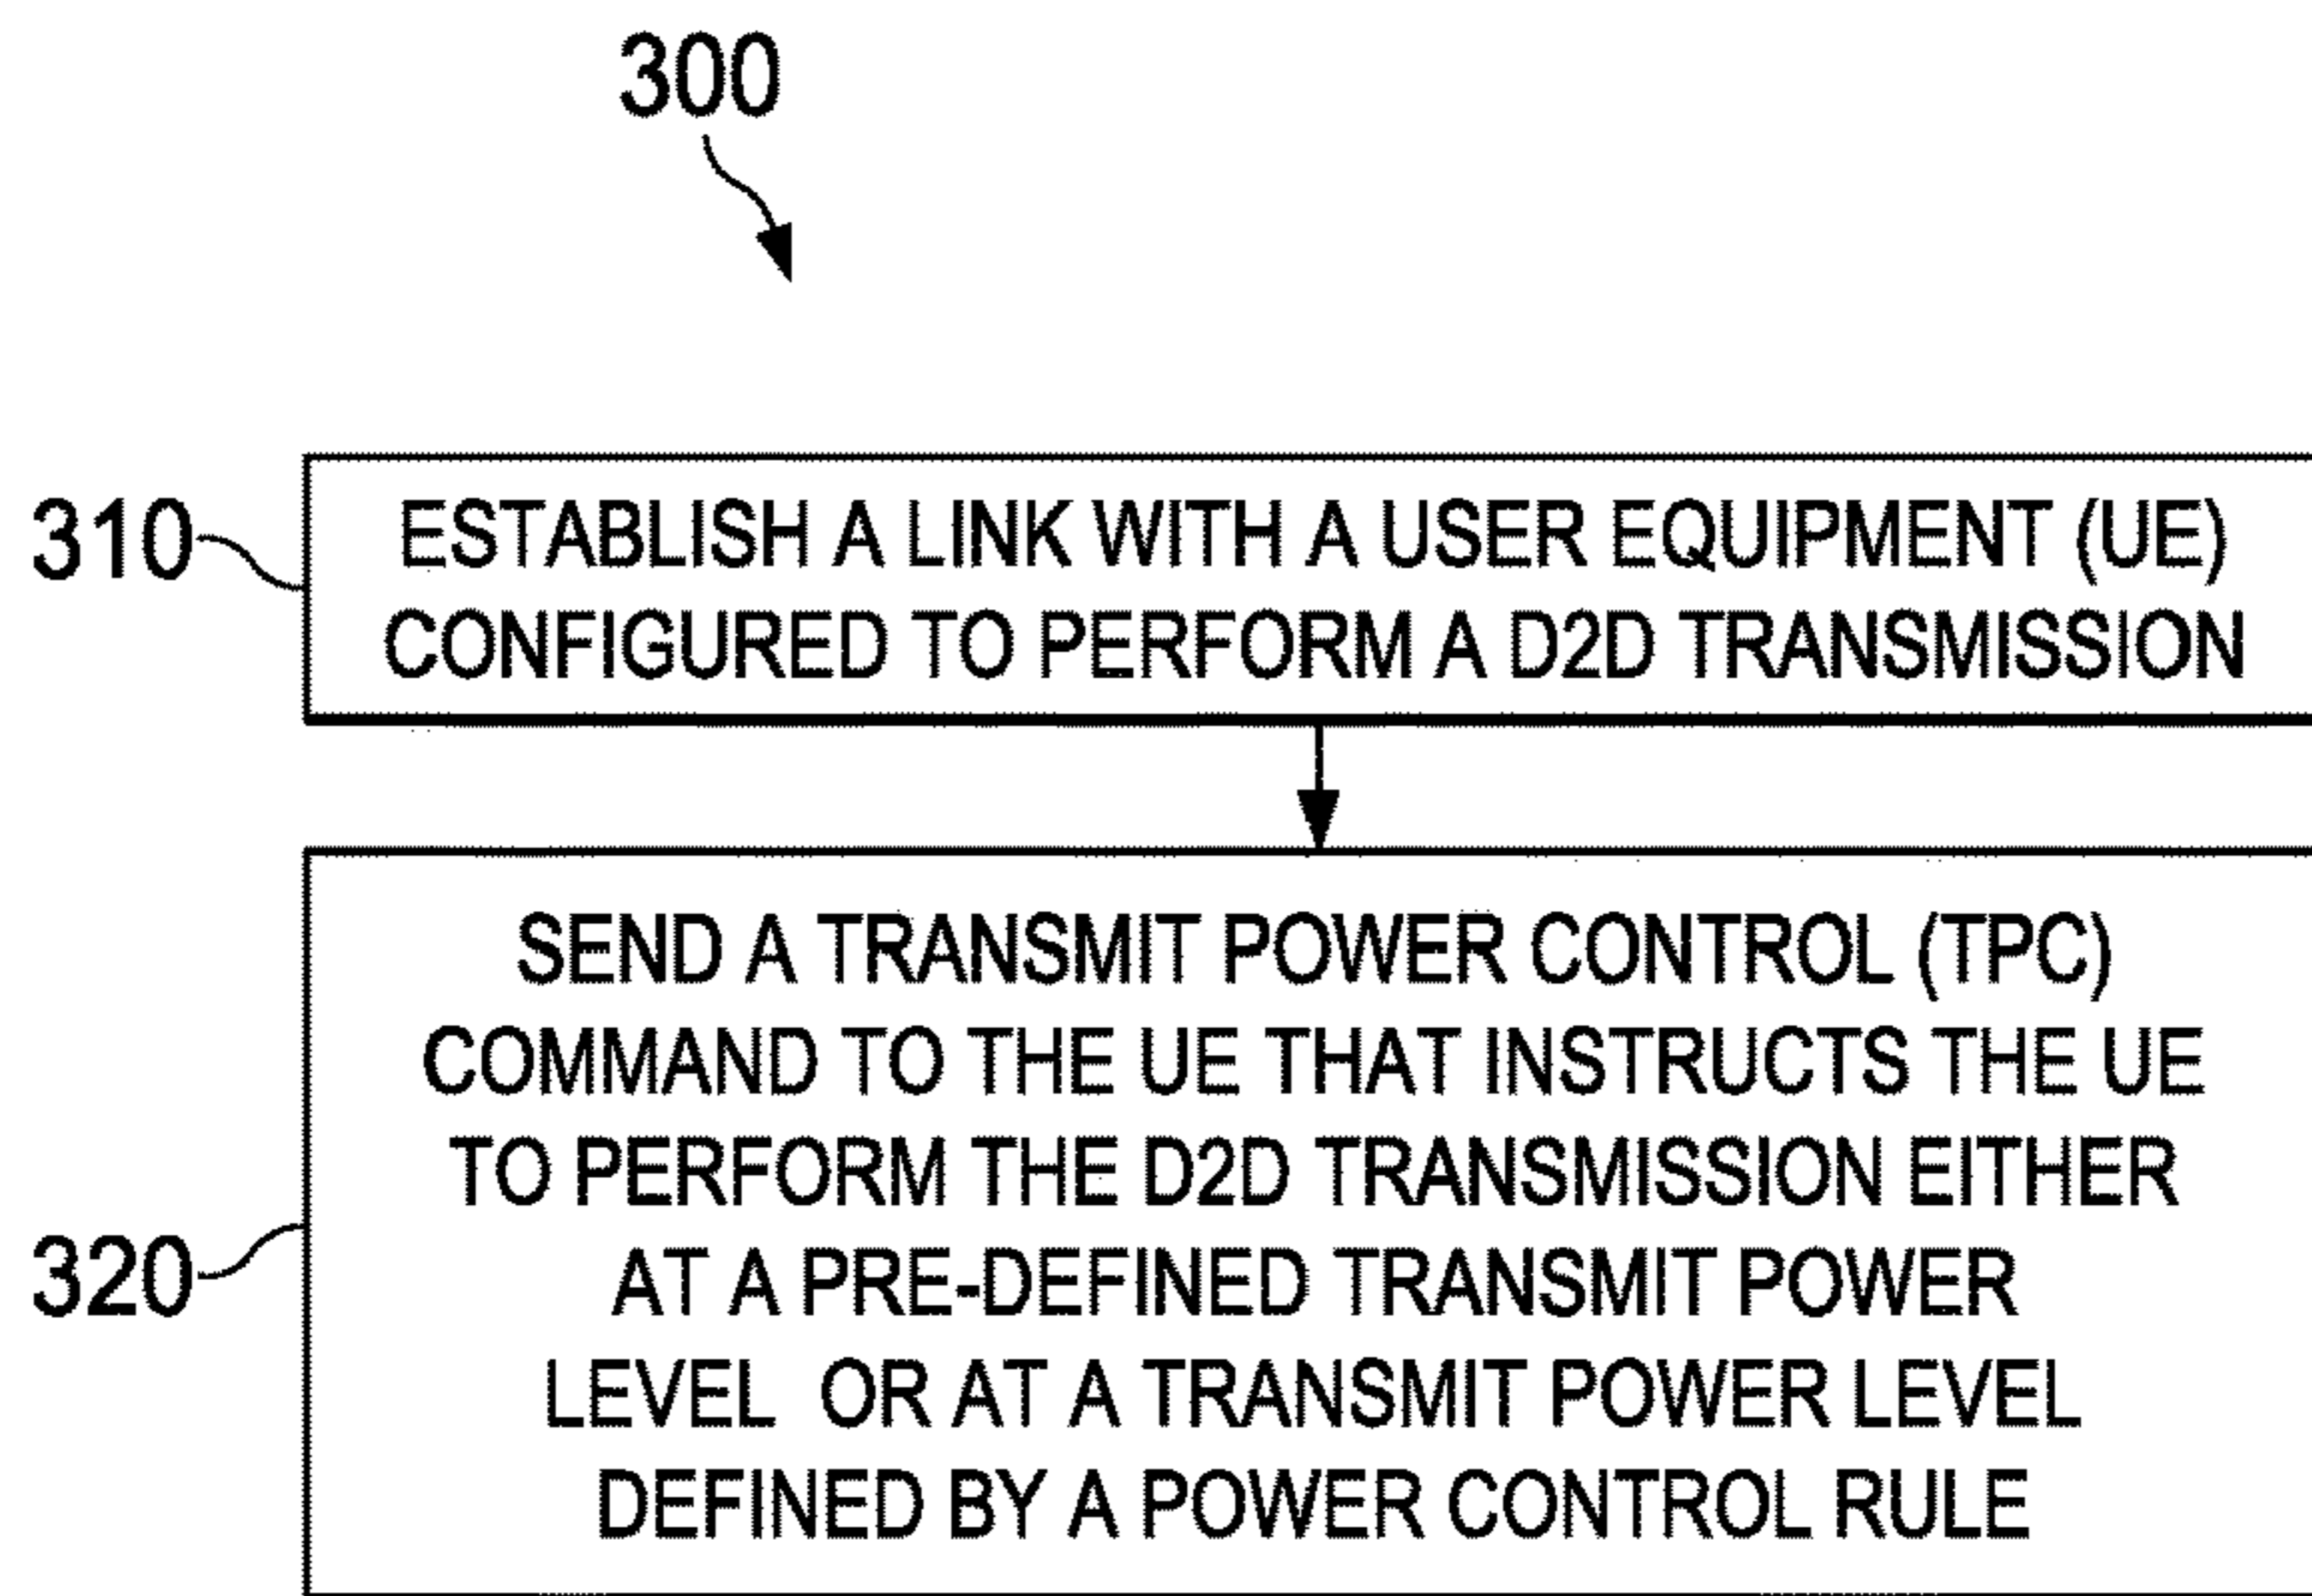 300
310
ESTABLISH A LINK WITH A USER EQUIPMENT (UE)
CONFIGURED TO PERFORM A D2D TRANSMISSION
320
SEND A TRANSMIT POWER CONTROL (TPC)
COMMAND TO THE UE THAT INSTRUCTS THE UE
TO PERFORM THE D2D TRANSMISSION EITHER
AT A PRE-DEFINED TRANSMIT POWER
LEVEL OR AT A TRANSMIT POWER LEVEL
DEFINED BY A POWER CONTROL RULE